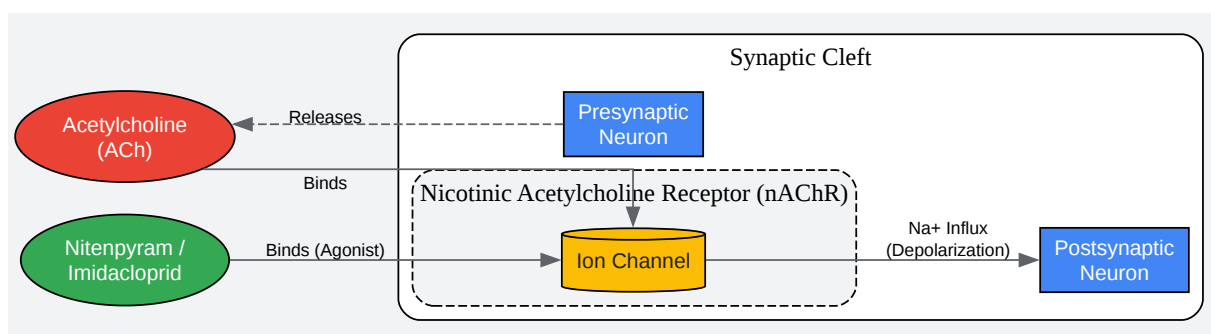 Synaptic Cleft
Presynaptic
Neuron
Releases
Acetylcholine
(ACh)
Binds
Nicotinic Acetylcholine Receptor (nAChR)
Nitenpyram /
Imidacloprid
Binds (Agonist)
Ion Channel
Na+ Influx
(Depolarization)
Postsynaptic
Neuron